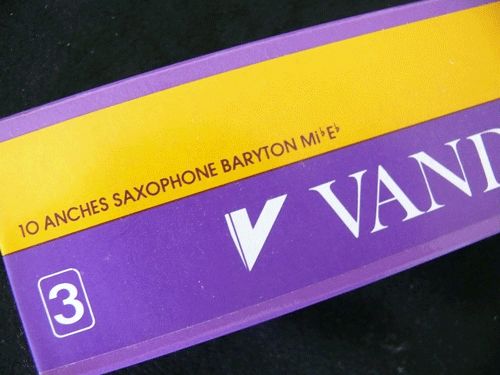 10 ANCHES SAXOPHONE BARYTON Mi♭E♭
VAND
3